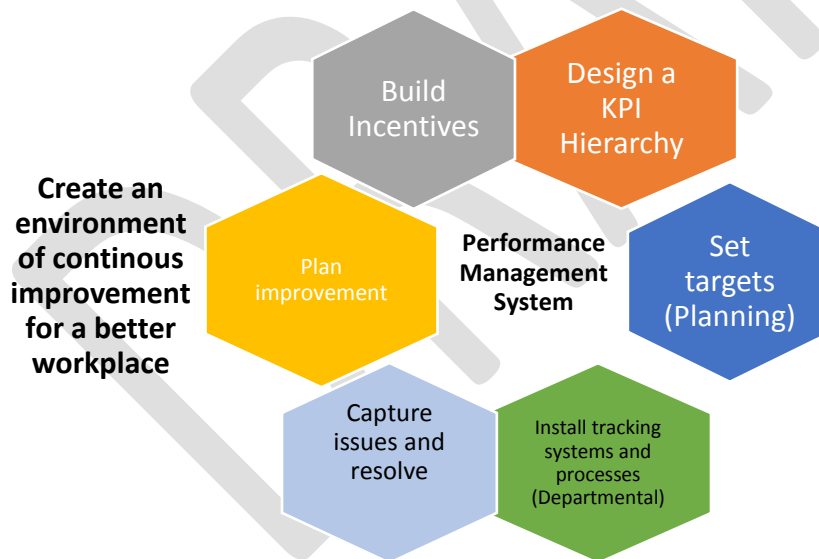 Build
Incentives
Design a
KPI
Hierarchy
Create an
environment
of continous
improvement
for a better
workplace
Plan
improvement
Performance
Management
System
Set
targets
(Planning)
Capture
issues and
resolve
Install tracking
systems and
processes
(Departmental)